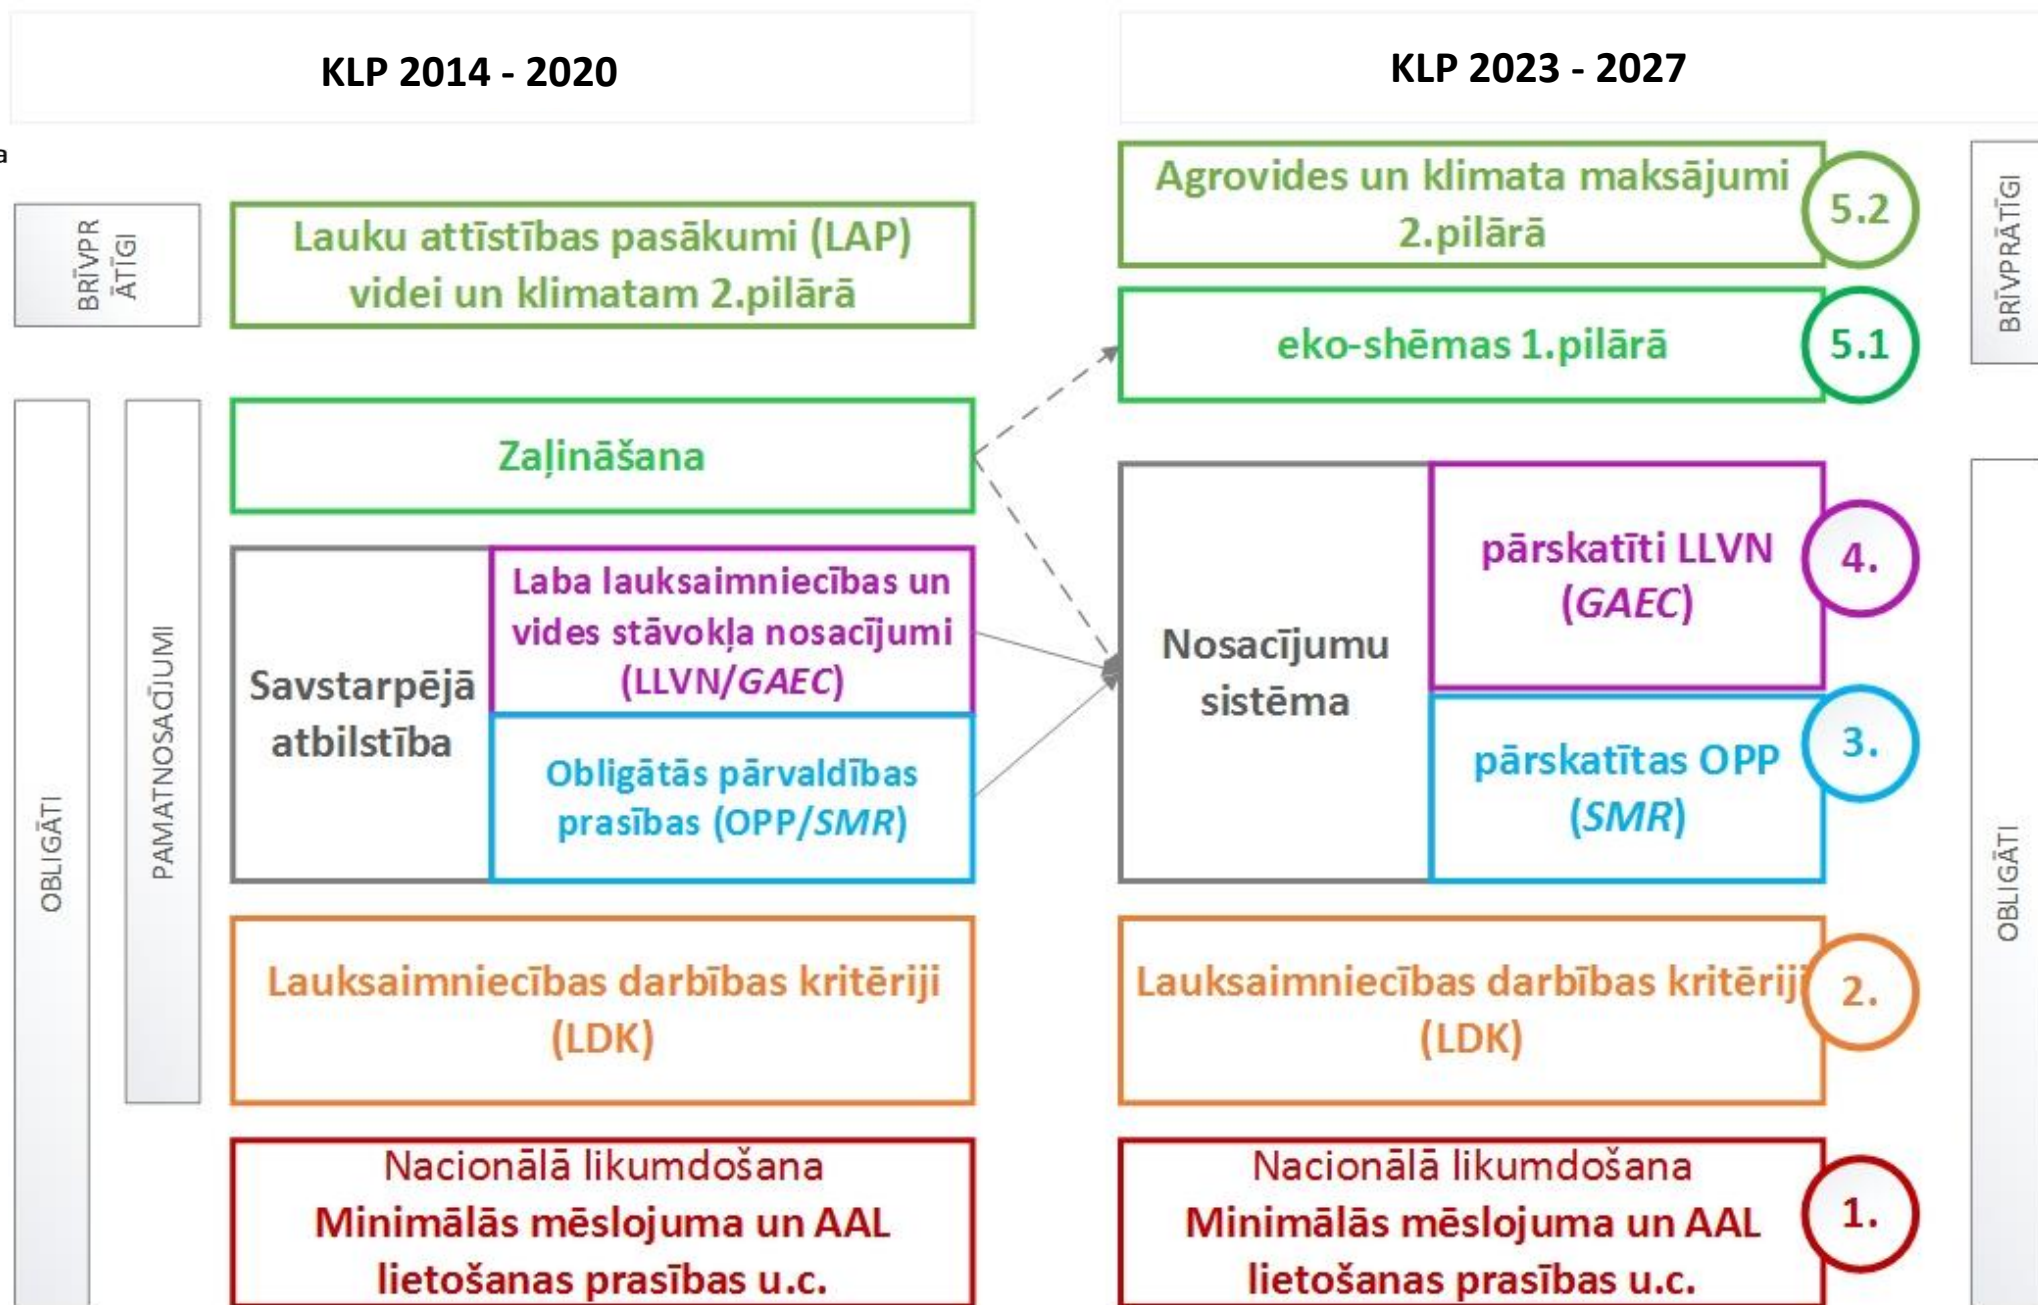 KLP 2014 - 2020
KLP 2023 - 2027
a
BRĪVPR
ĀTĪGI
Lauku attīstības pasākumi (LAP)
videi un klimatam 2.pilārā
OBLIGĀTI
PAMATNOSACĪJUMI
Zaļināšana
Savstarpējā
atbilstība
Laba lauksaimniecības un
vides stāvokļa nosacījumi
(LLVN/GAEC)
Obligātās pārvaldības
prasības (OPP/SMR)
Lauksaimniecības darbības kritēriji
(LDK)
Nacionālā likumdošana
Minimālās mēslojuma un AAL
lietošanas prasības u.c.
Agrovides un klimata maksājumi
2.pilārā
5.2
eko-shēmas 1.pilārā
5.1
BRĪVPRĀTĪGI
Nosacījumu
sistēma
pārskatīti LLVN
(GAEC)
4.
pārskatītas OPP
(SMR)
3.
Lauksaimniecības darbības kritēriji
(LDK)
2.
Nacionālā likumdošana
Minimālās mēslojuma un AAL
lietošanas prasības u.c.
1.
OBLIGĀTI